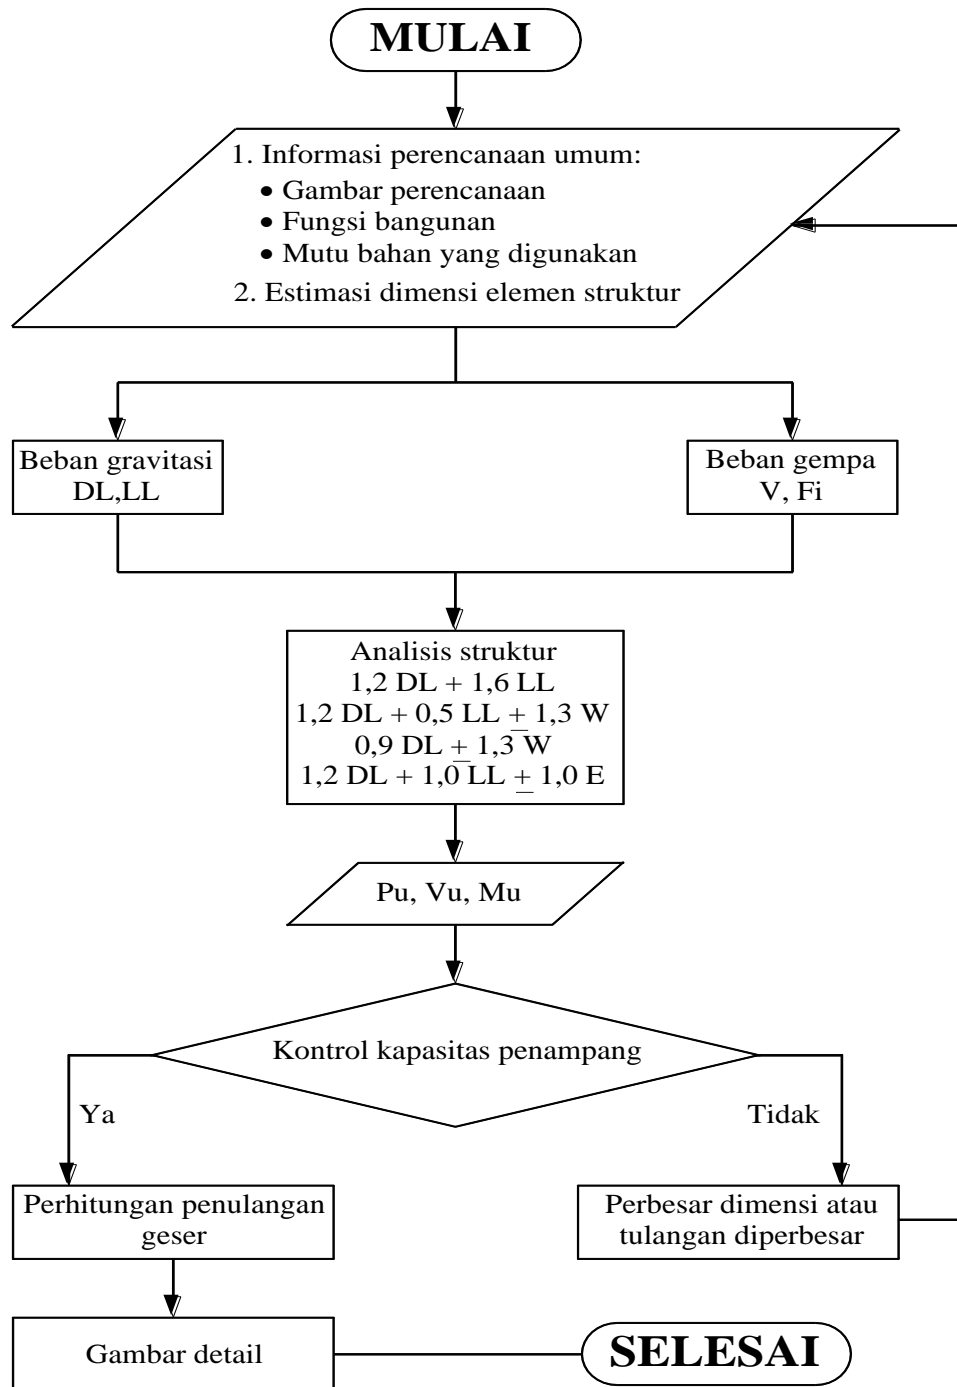 MULAI
1. Informasi perencanaan umum:
• Gambar perencanaan
• Fungsi bangunan
• Mutu bahan yang digunakan
2. Estimasi dimensi elemen struktur
Beban gravitasi
DL,LL
Beban gempa
V, Fi
Analisis struktur
1,2 DL + 1,6 LL
1,2 DL + 0,5 LL ± 1,3 W
0,9 DL ± 1,3 W
1,2 DL + 1,0 LL ± 1,0 E
Pu, Vu, Mu
Kontrol kapasitas penampang
Ya
Tidak
Perhitungan penulangan
geser
Perbesar dimensi atau
tulangan diperbesar
Gambar detail
SELESAI